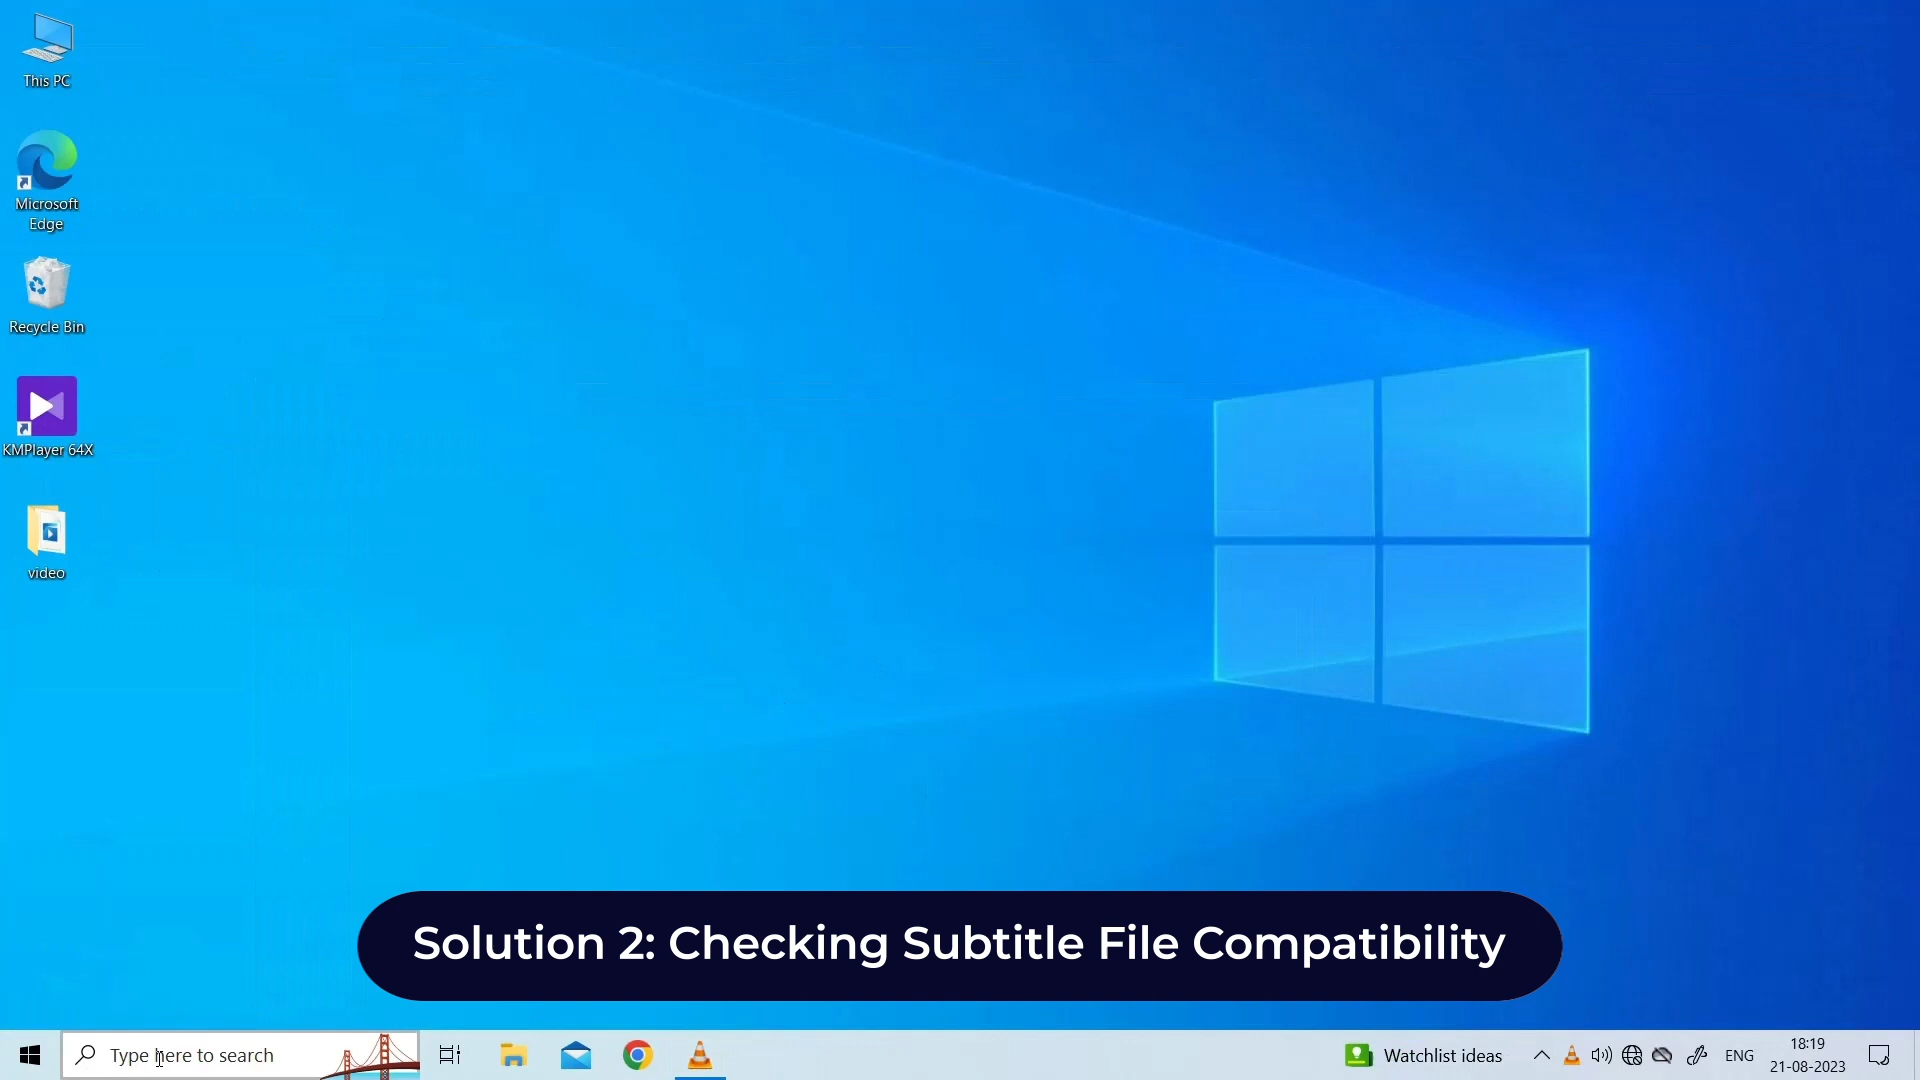 This PC
Microsoft
Edge
Recycle Bin
KMPlayer 64X
video
Solution 2: Checking Subtitle File Compatibility
Type here to search
Watchlist ideas
ENG
18:19
21-08-2023